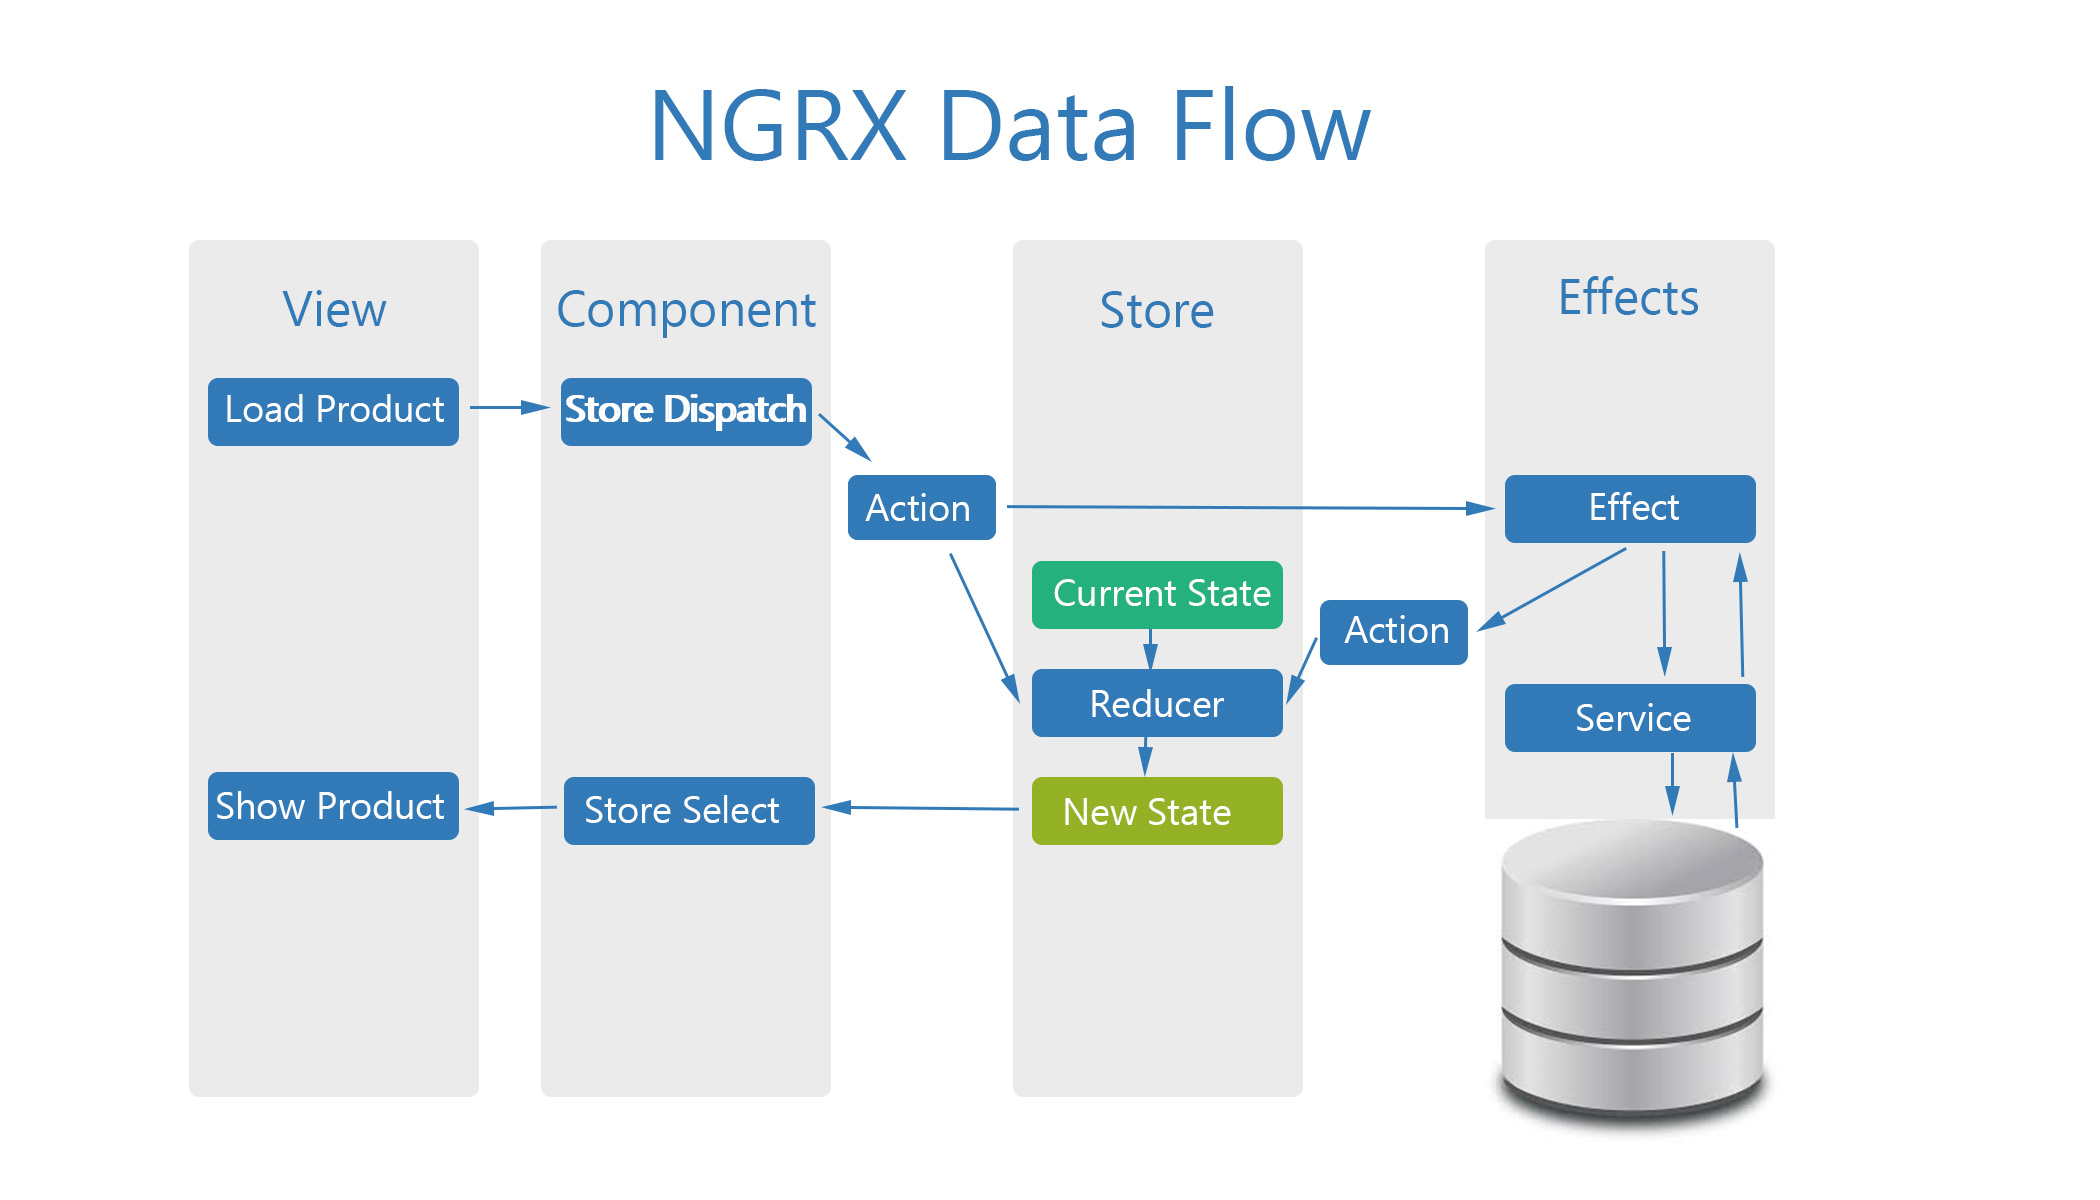 NGRX Data Flow
View
Component
Store
Effects
Load Product
Store Dispatch
Action
Effect
Current State
Action
Reducer
Service
Show Product
Store Select
New State